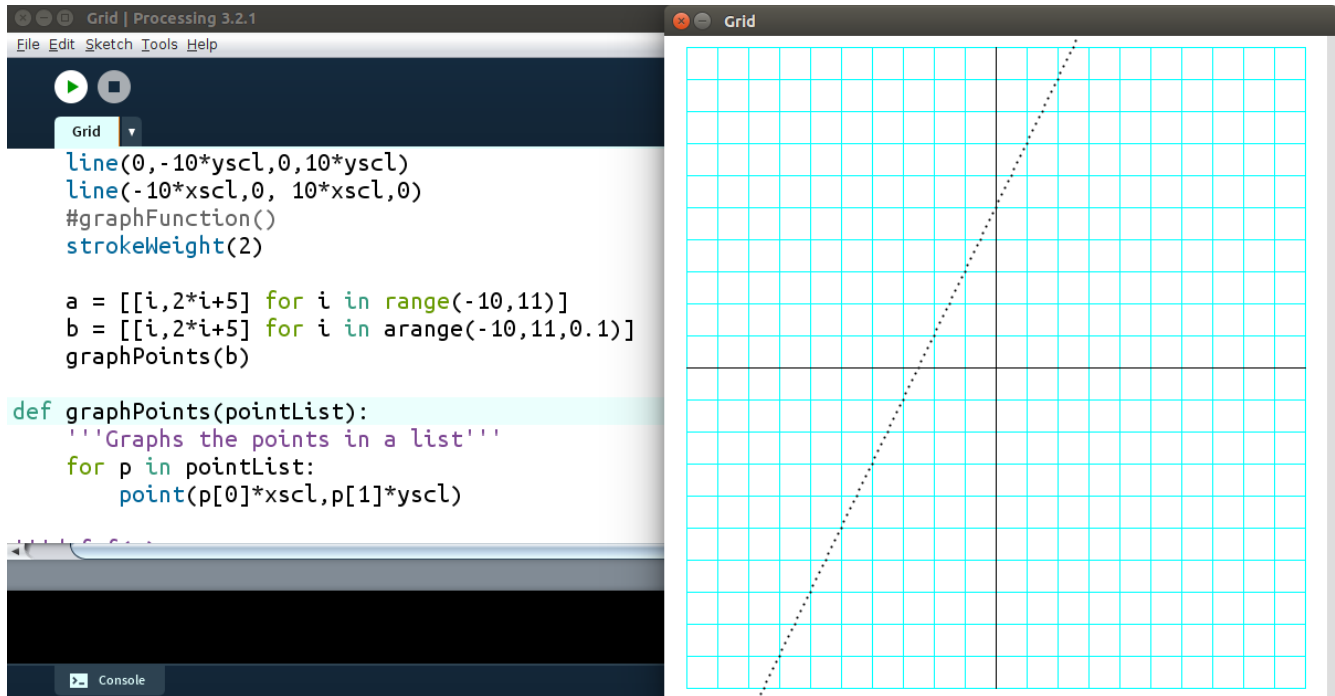 Grid | Processing 3.2.1
File Edit Sketch Tools Help
Grid
    line(0,-10*yscl,0,10*yscl)
    line(-10*xscl,0, 10*xscl,0)
    #graphFunction()
    strokeWeight(2)
    a = [[i,2*i+5] for i in range(-10,11)]
    b = [[i,2*i+5] for i in arange(-10,11,0.1)]
    graphPoints(b)
def graphPoints(pointList):
    '''Graphs the points in a list'''
    for p in pointList:
        point(p[0]*xscl,p[1]*yscl)
>_ Console
Grid